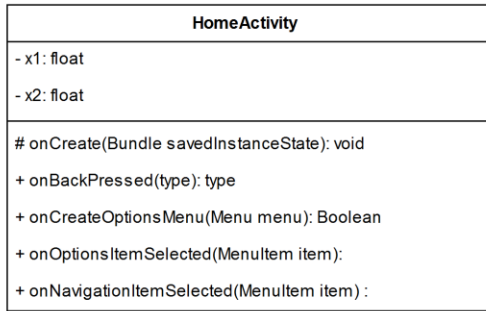 HomeActivity
- x1: float
- x2: float
# onCreate(Bundle savedInstanceState): void
+ onBackPressed(type): type
+ onCreateOptionsMenu(Menu menu): Boolean
+ onOptionsItemSelected(MenuItem item):
+ onNavigationItemSelected(MenuItem item) :